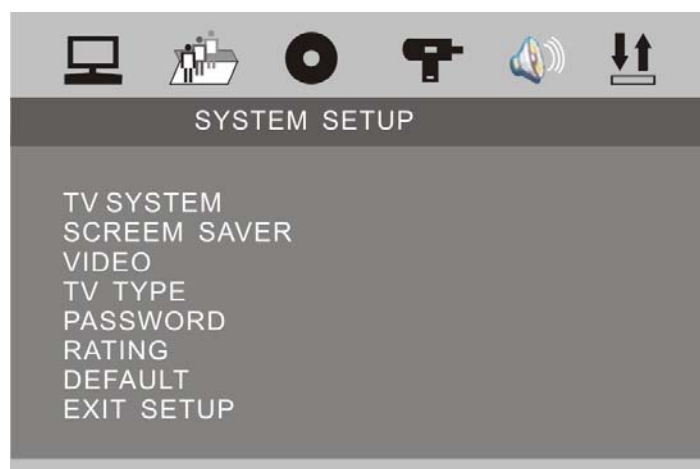 SYSTEM SETUP
TV SYSTEM
SCREEM SAVER
VIDEO
TV TYPE
PASSWORD
RATING
DEFAULT
EXIT SETUP